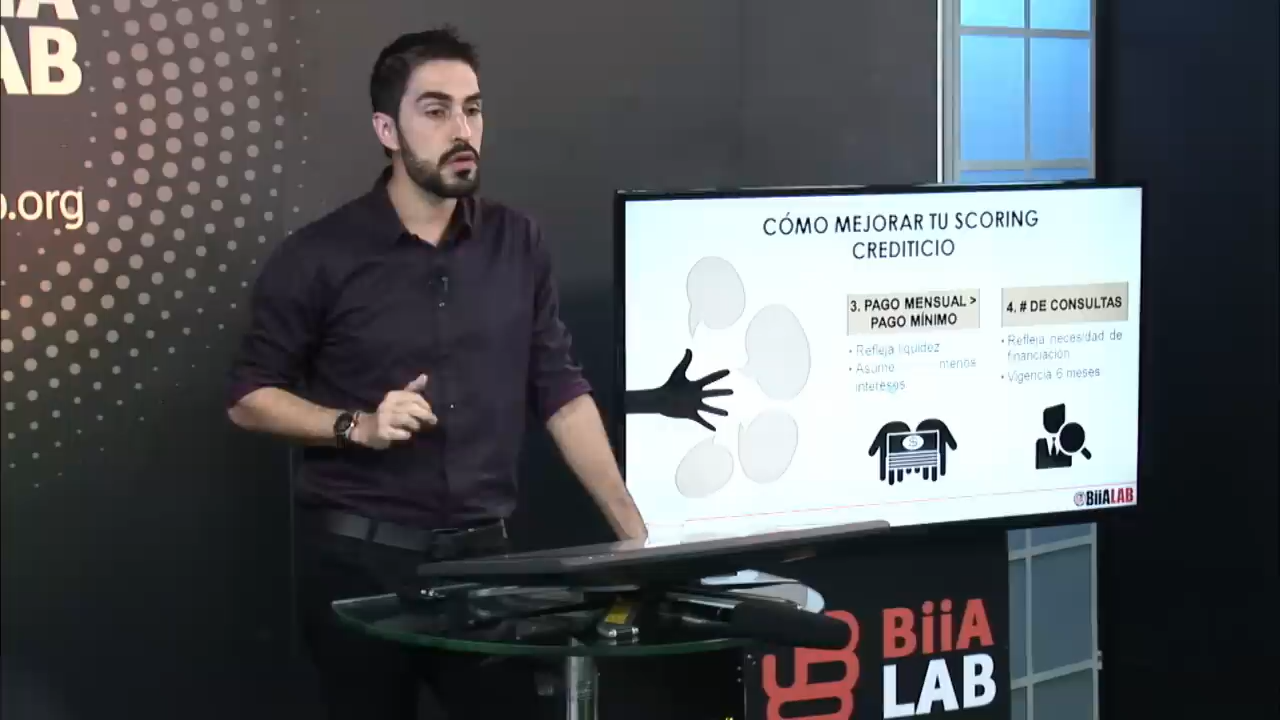 AB
o.org
CÓMO MEJORAR TU SCORING
CREDITICIO
3. PAGO MENSUAL >
PAGO MÍNIMO
• Refleja liquidez
• Asume menos
intereses
4. # DE CONSULTAS
• Refleja necesidad de
financiación
• Vigencia 6 meses
$
BiiALAB
BiiA
LAB